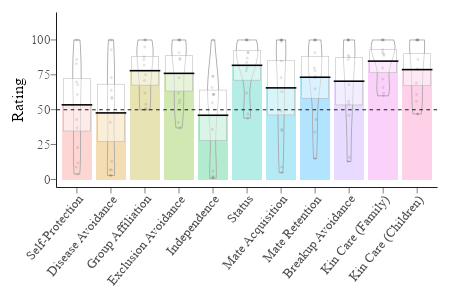 100
75
50
25
0
Rating
Self-Protection
Disease Avoidance
Group Affiliation
Exclusion Avoidance
Independence
Status
Mate Acquisition
Mate Retention
Breakup Avoidance
Kin Care (Family)
Kin Care (Children)